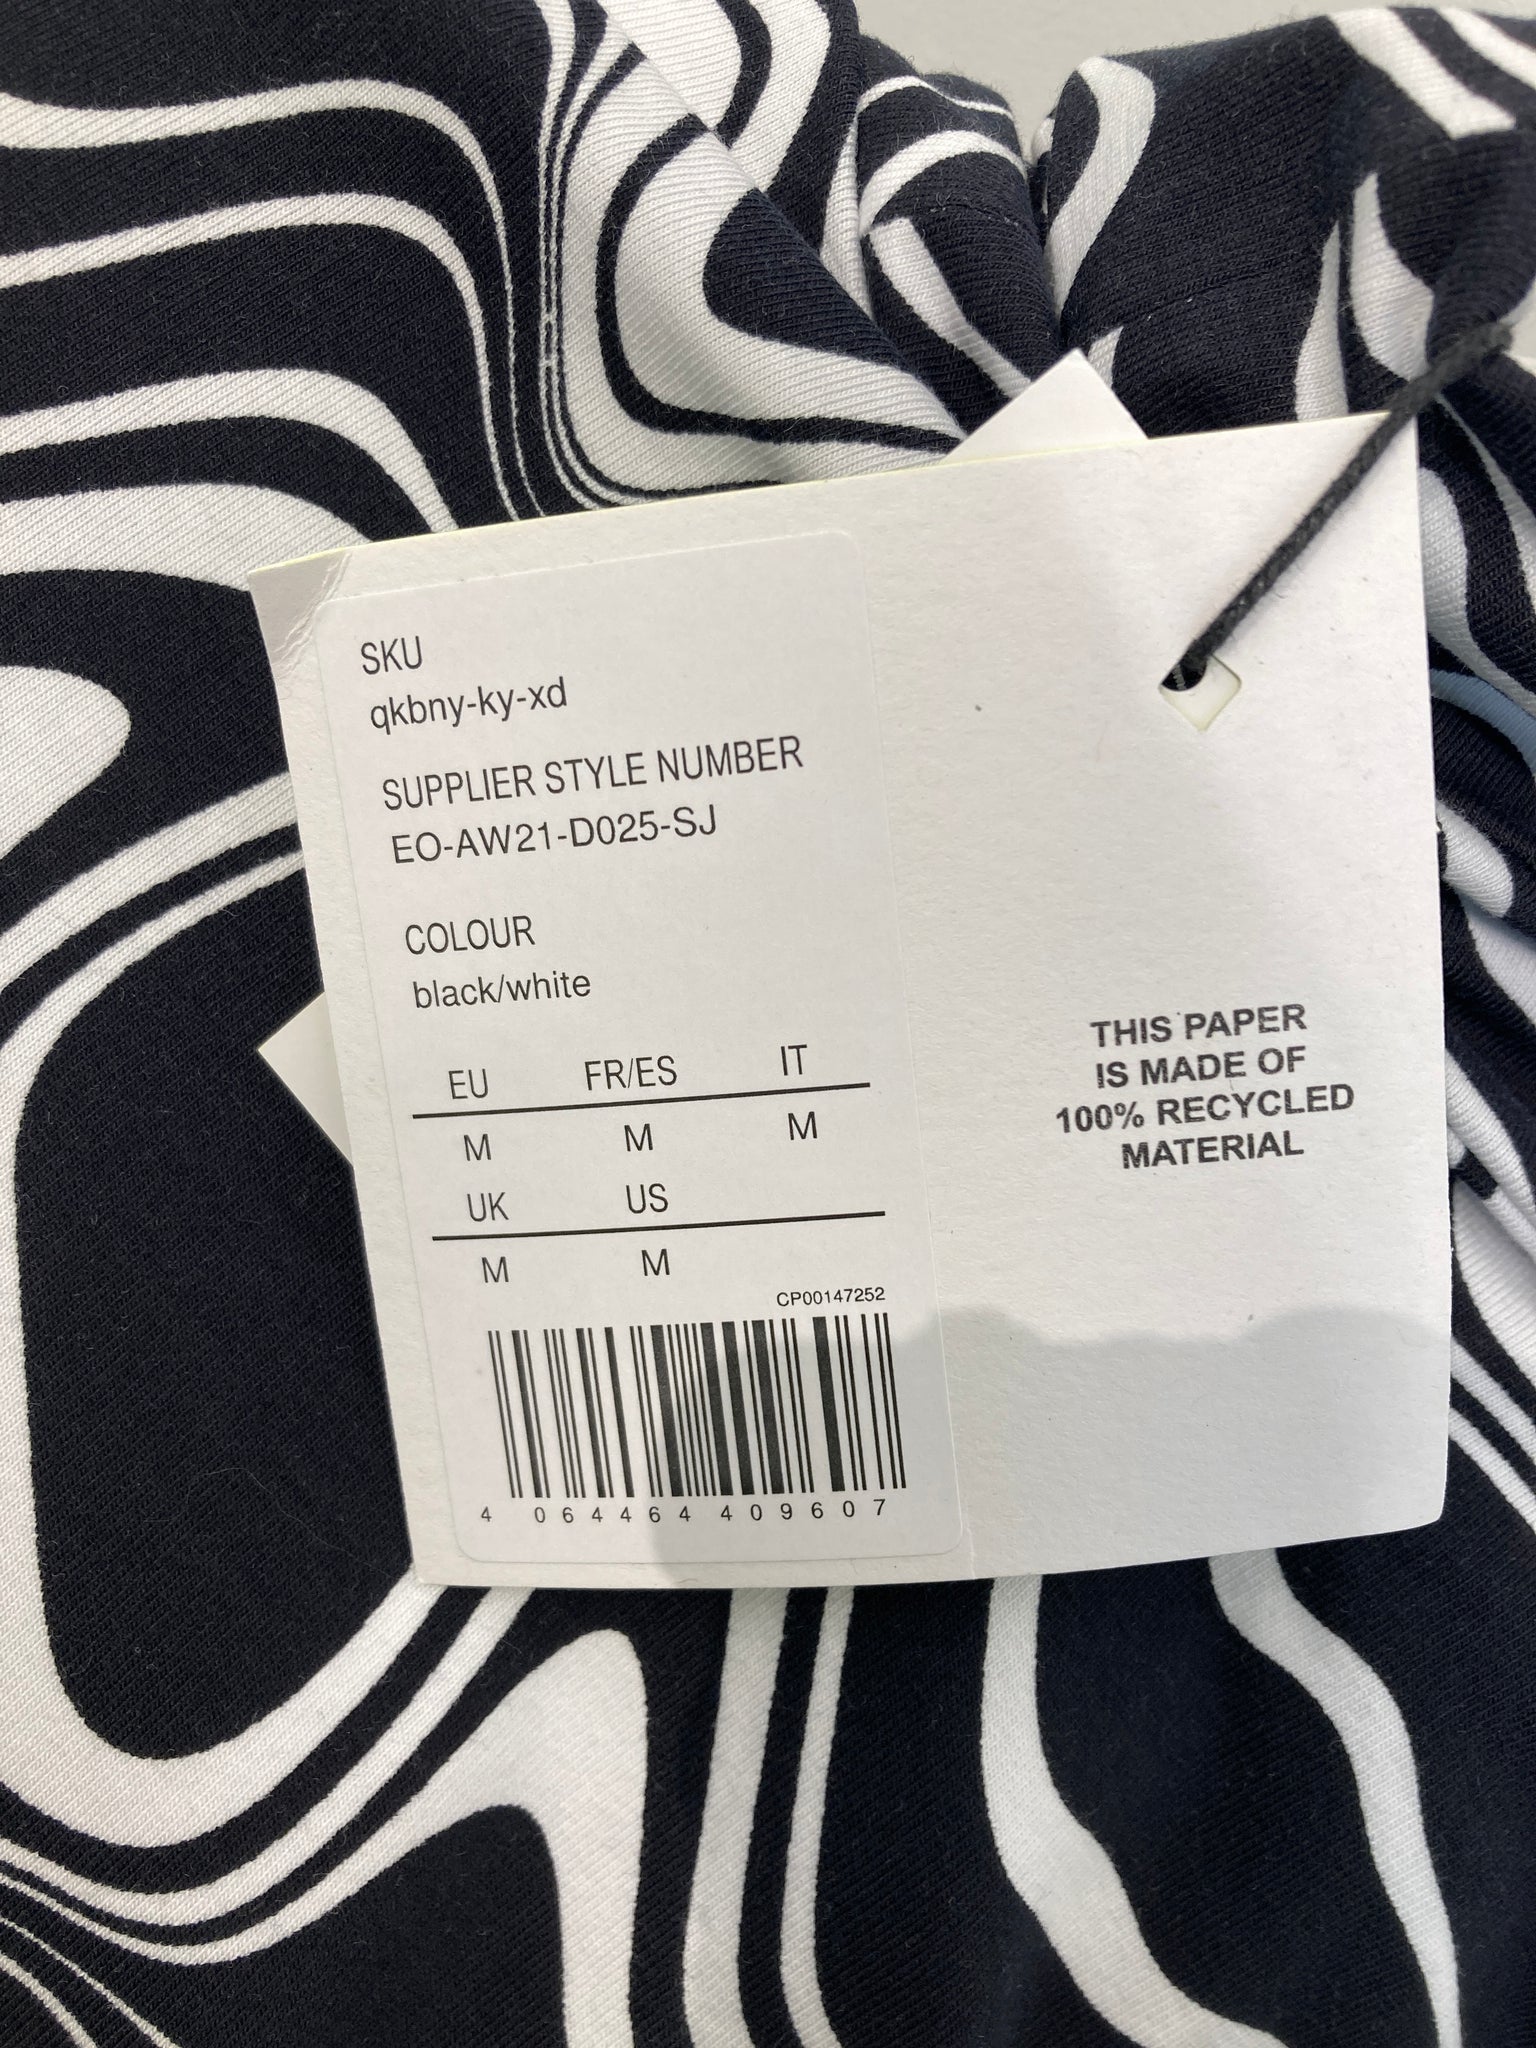 SKU
qkbny-ky-xd
SUPPLIER STYLE NUMBER
EO-AW21-D025-SJ
COLOUR
black/white
EU FR/ES IT
M M M
UK US
M M
CP00147252
4 064464 409607
THIS PAPER
IS MADE OF
100% RECYCLED
MATERIAL